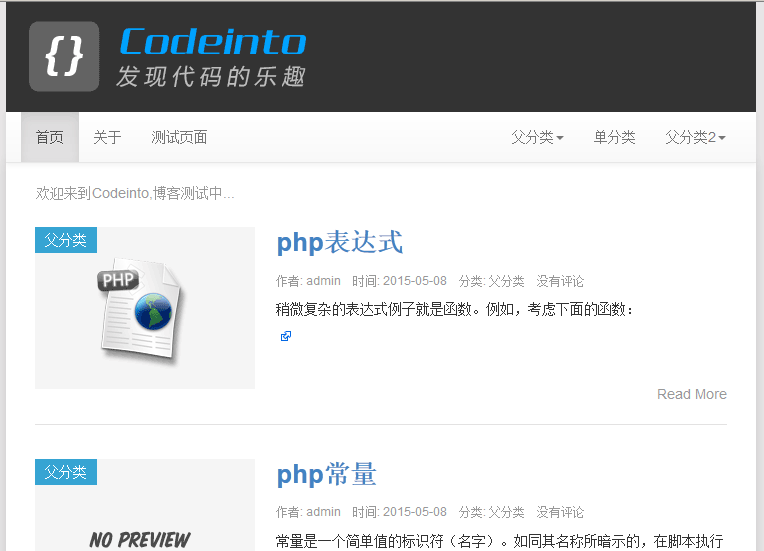 {}
Codeinto
发现代码的乐趣
首页 关于 测试页面 父分类 单分类 父分类2
欢迎来到Codeinto,博客测试中...
父分类
PHP
php表达式
作者: admin 时间: 2015-05-08 分类: 父分类 没有评论
稍微复杂的表达式例子就是函数。例如，考虑下面的函数：
Read More
父分类
NO PREVIEW
php常量
作者: admin 时间: 2015-05-08 分类: 父分类 没有评论
常量是一个简单值的标识符（名字）。如同其名称所暗示的，在脚本执行